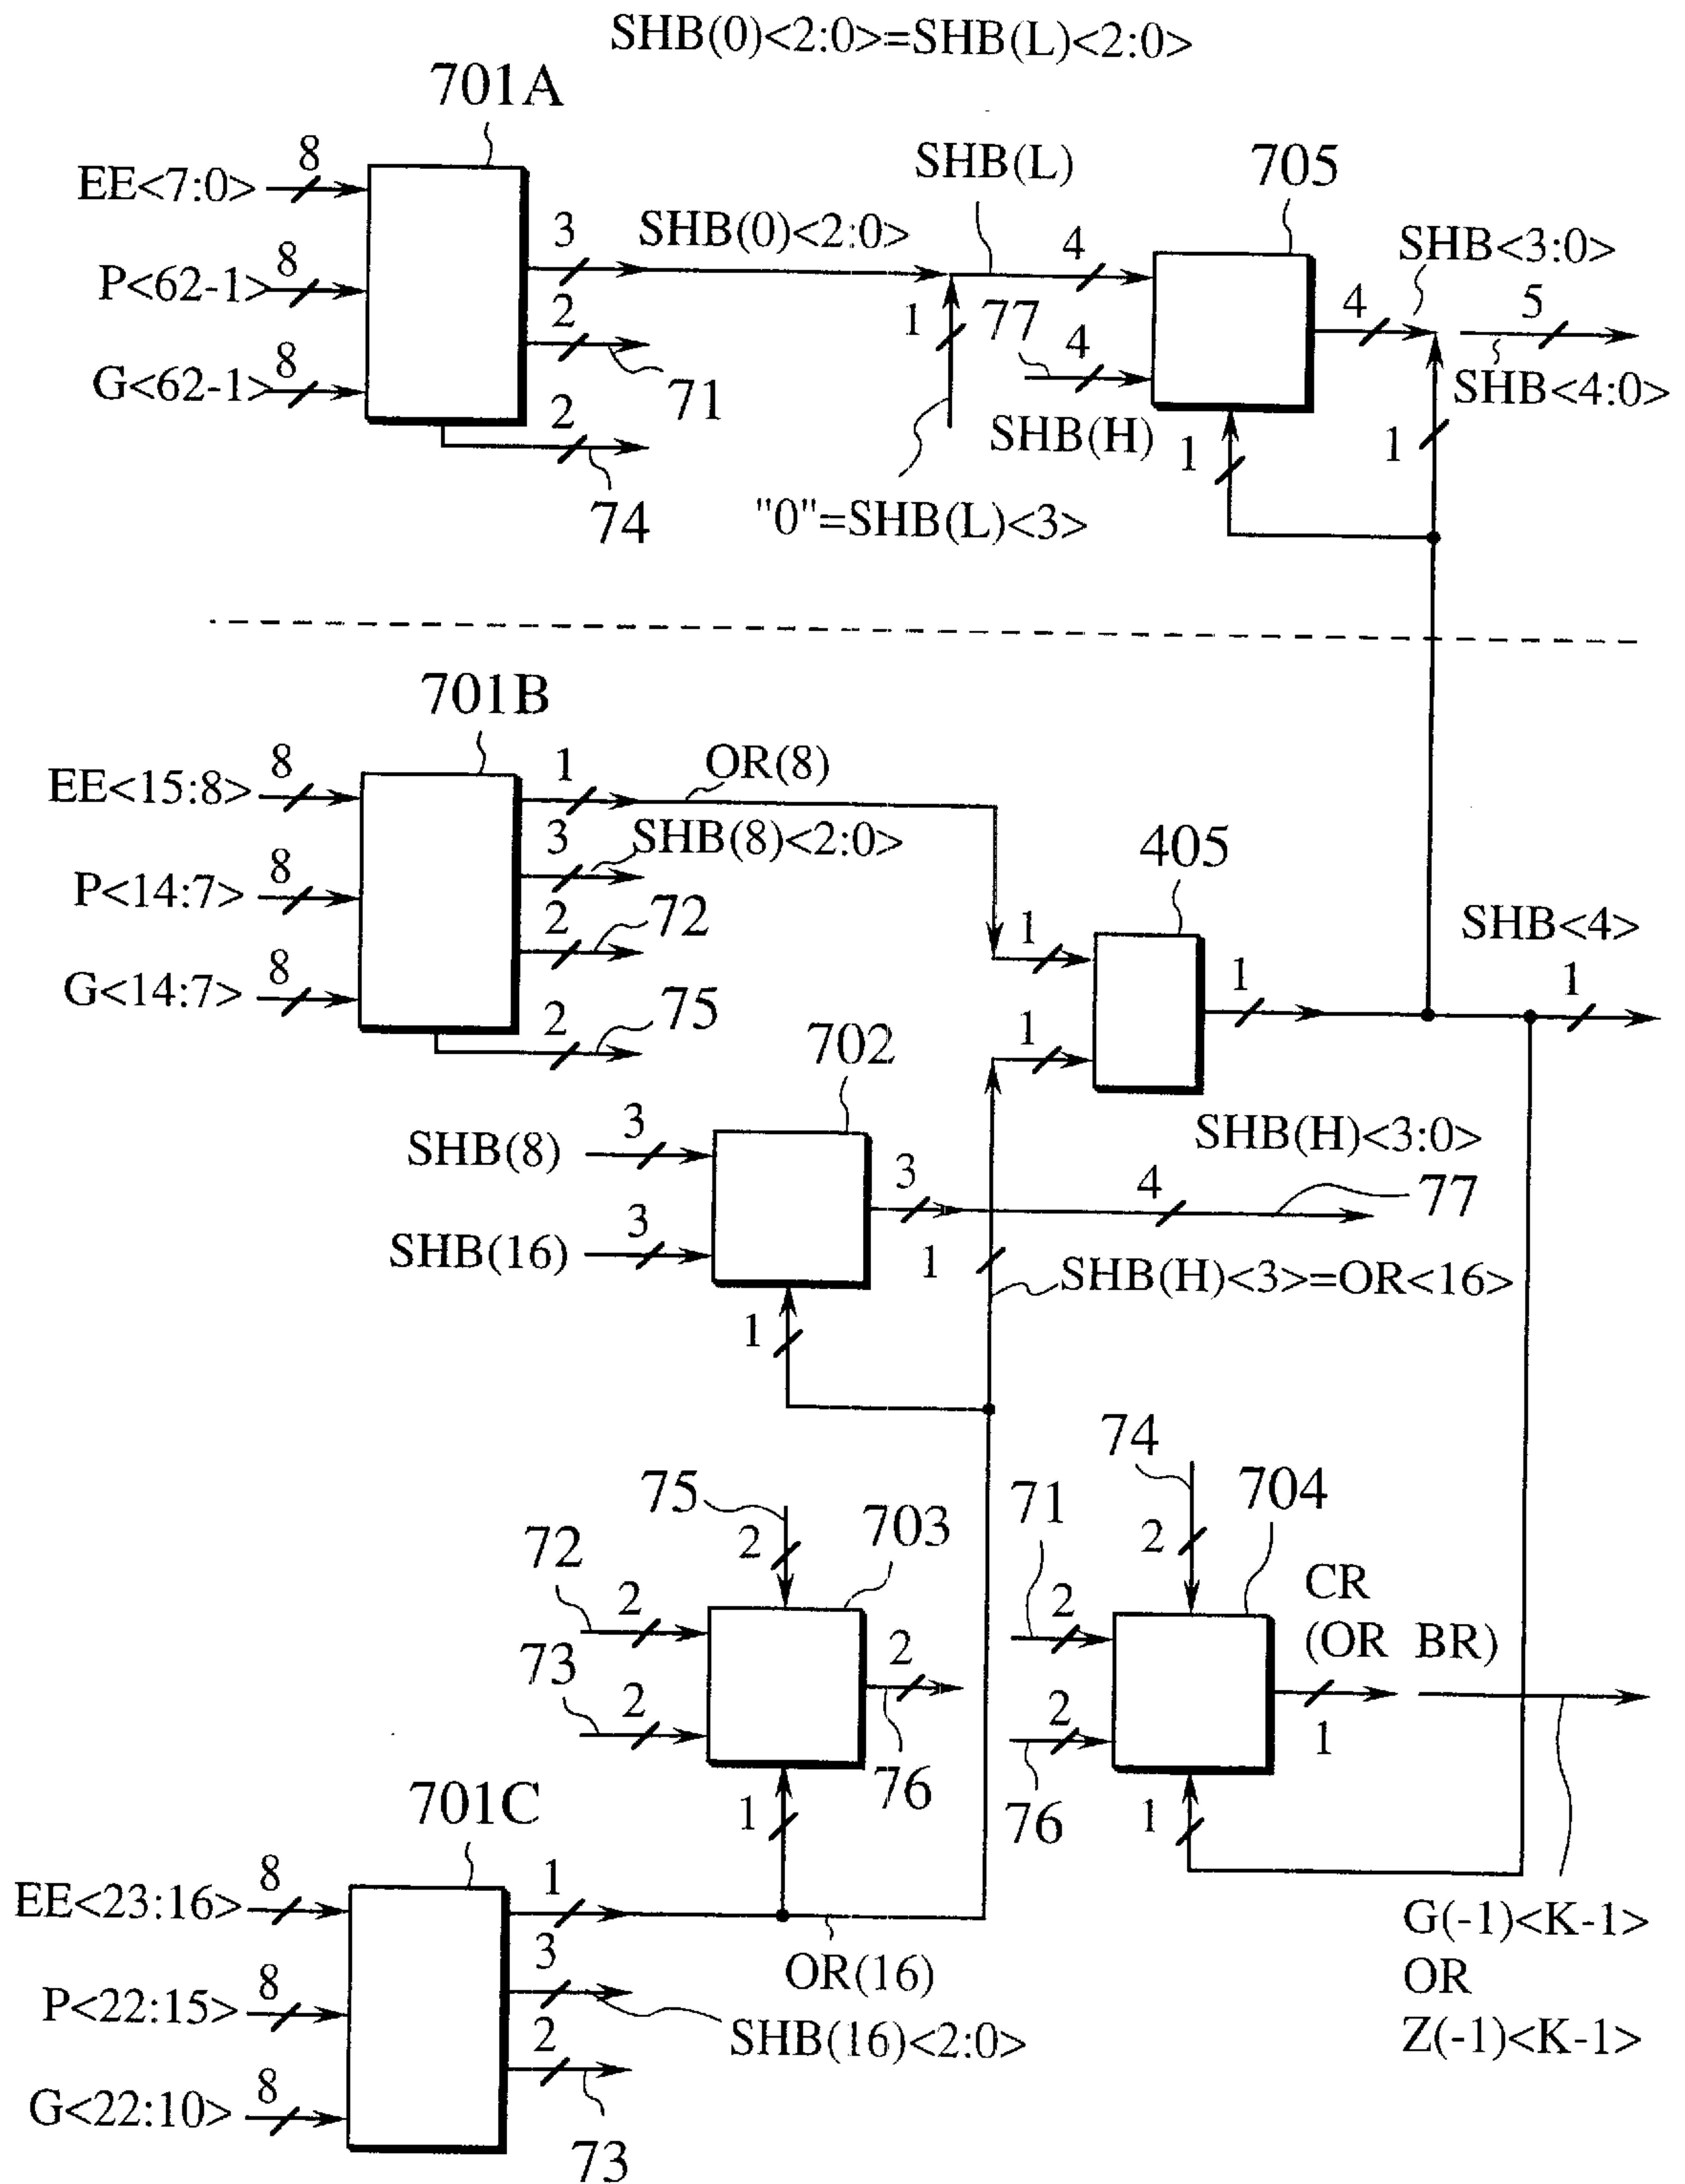 SHB(0)<2:0>=SHB(L)<2:0>
701A
EE<7:0>
8
P<62-1>
8
G<62-1>
8
3
SHB(0)<2:0>
2
71
2
74
SHB(L)
4
1
77
4
SHB(H)
"0"=SHB(L)<3>
705
1
4
SHB<3:0>
5
SHB<4:0>
1
701B
EE<15:8>
8
P<14:7>
8
G<14:7>
8
1
OR(8)
3
SHB(8)<2:0>
2
72
2
75
405
1
1
1
SHB<4>
1
702
SHB(8)
3
SHB(16)
3
3
1
SHB(H)<3:0>
4
77
1
SHB(H)<3>=OR<16>
75
2
703
72
2
73
2
2
76
1
74
2
704
71
2
76
2
CR
(OR BR)
1
1
G(-1)<K-1>
OR
Z(-1)<K-1>
701C
EE<23:16>
8
P<22:15>
8
G<22:10>
8
1
OR(16)
3
SHB(16)<2:0>
2
73